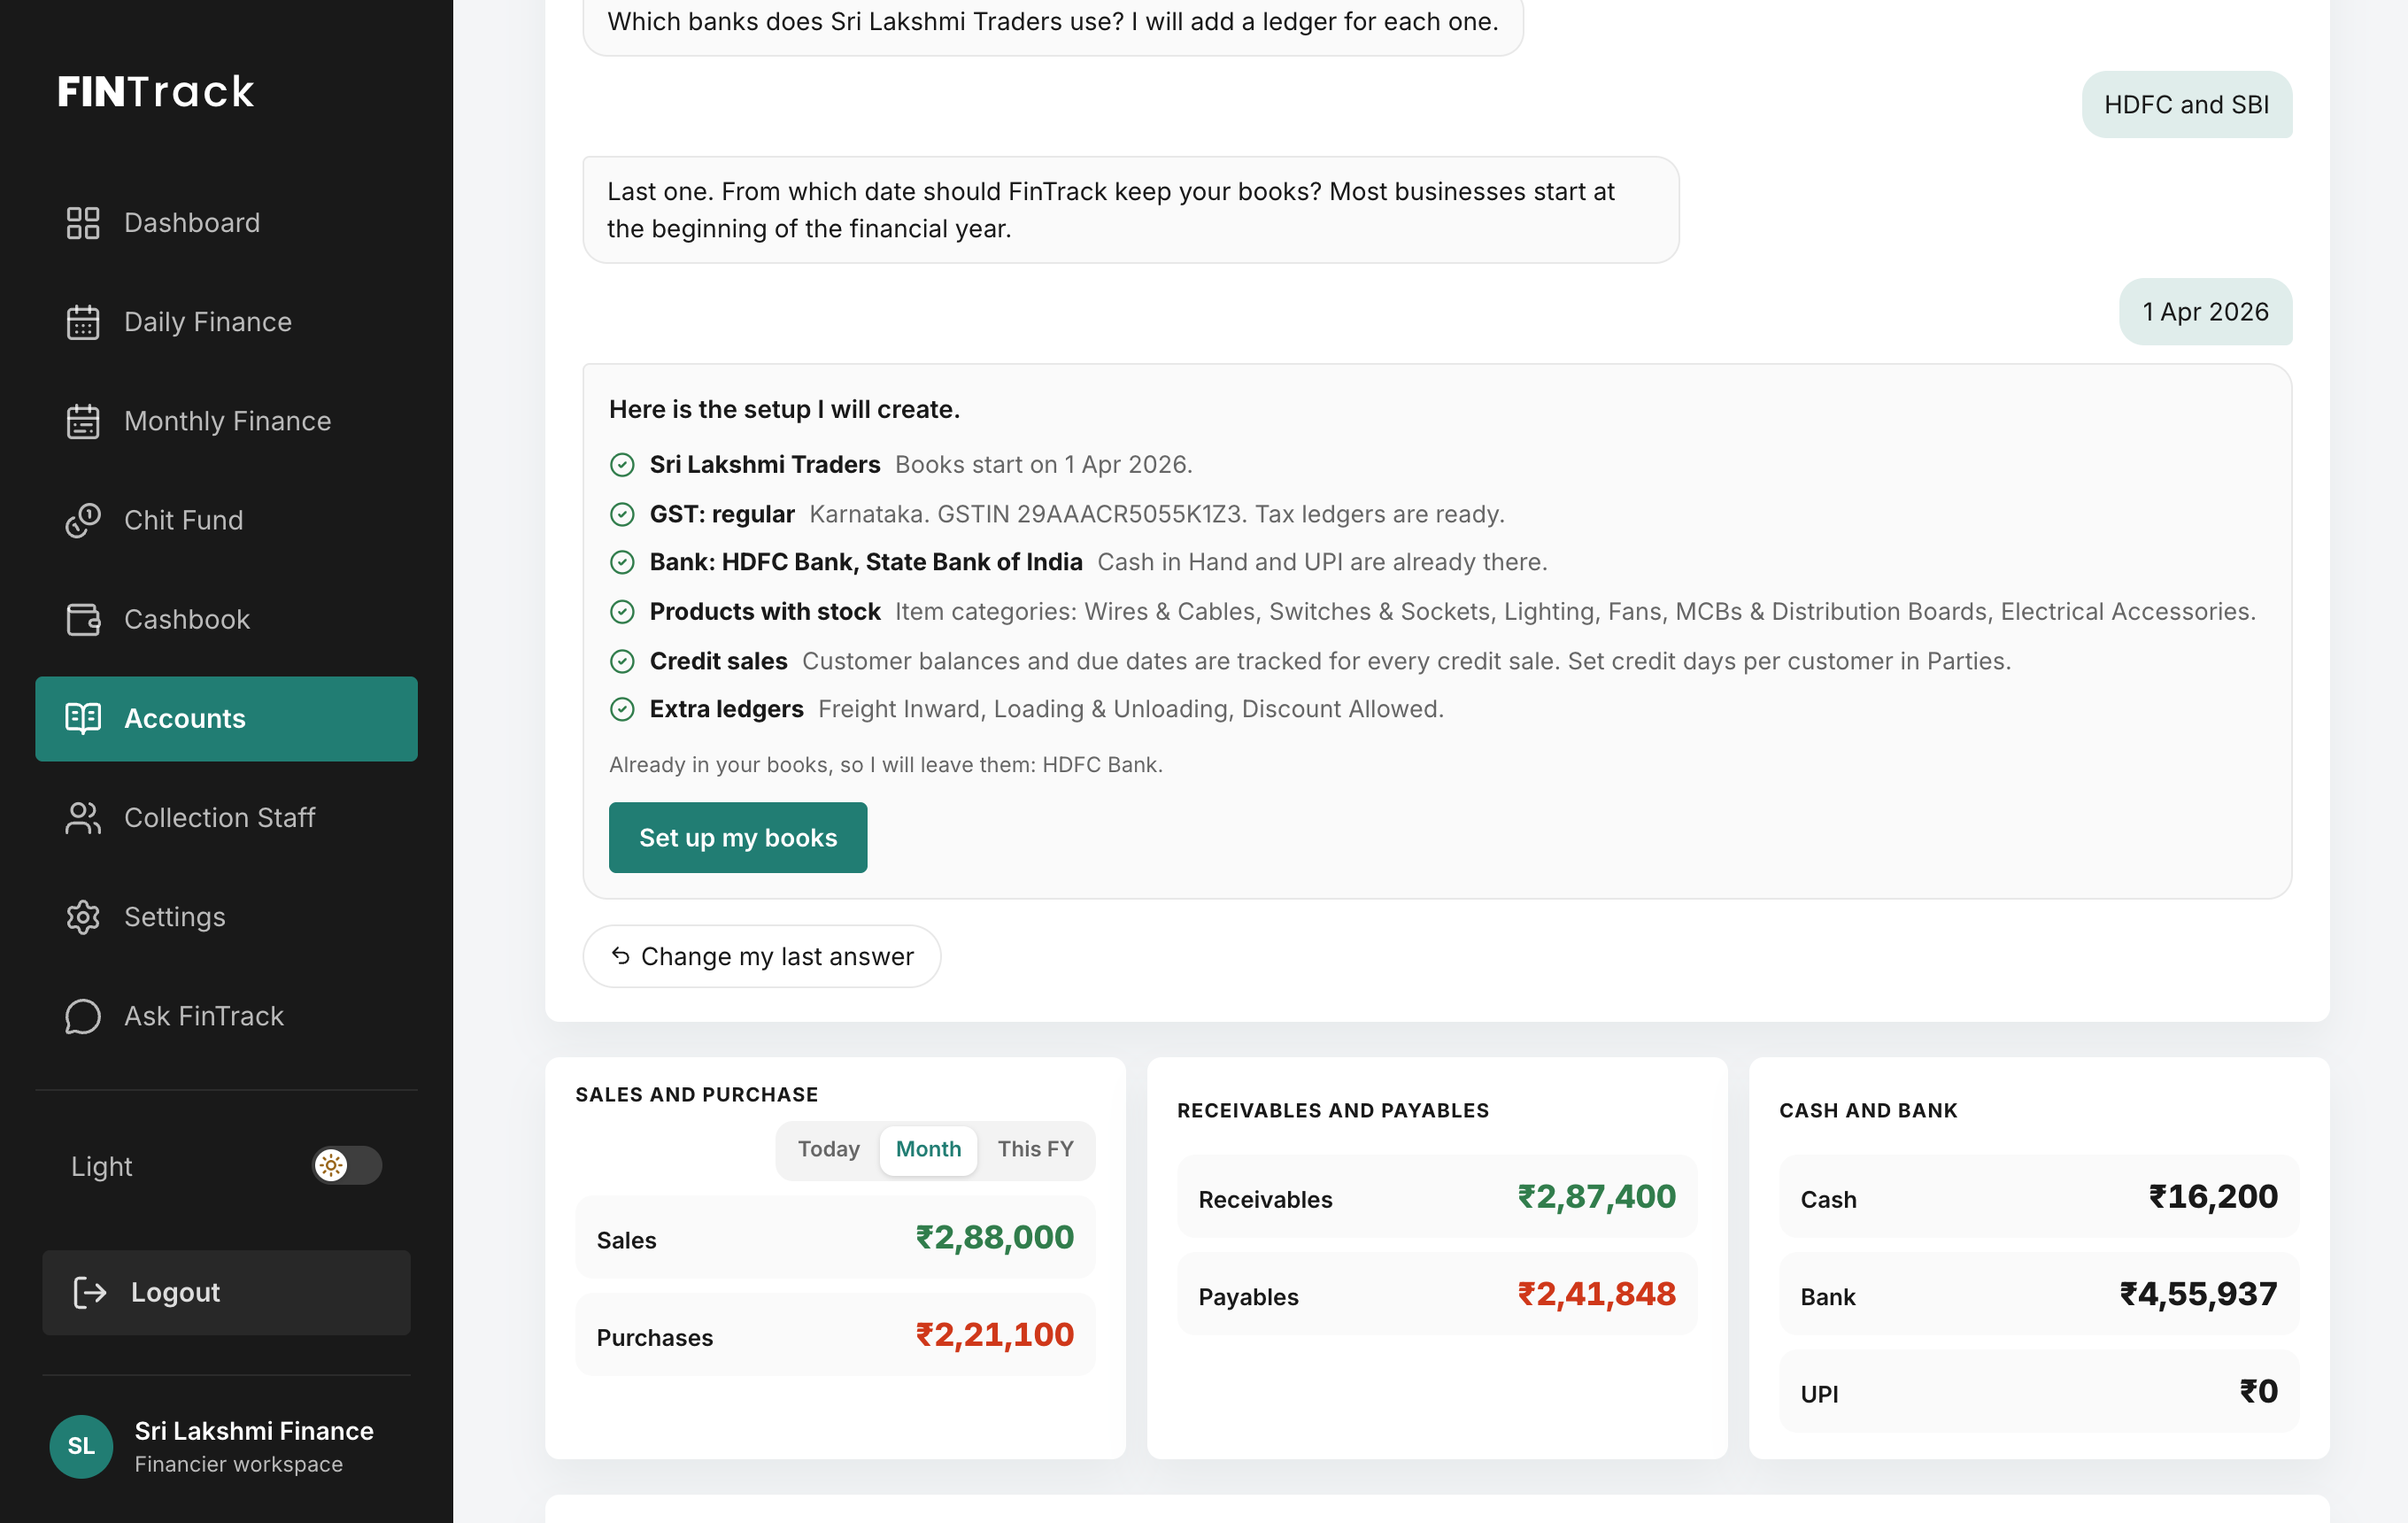 FINTrack
Dashboard
Daily Finance
Monthly Finance
Chit Fund
Cashbook
Accounts
Collection Staff
Settings
Ask FinTrack
Light
Logout
SL
Sri Lakshmi Finance
Financier workspace
Which banks does Sri Lakshmi Traders use? I will add a ledger for each one.
HDFC and SBI
Last one. From which date should FinTrack keep your books? Most businesses start at
the beginning of the financial year.
1 Apr 2026
Here is the setup I will create.
Sri Lakshmi Traders Books start on 1 Apr 2026.
GST: regular Karnataka. GSTIN 29AAACR5055K1Z3. Tax ledgers are ready.
Bank: HDFC Bank, State Bank of India Cash in Hand and UPI are already there.
Products with stock Item categories: Wires & Cables, Switches & Sockets, Lighting, Fans, MCBs & Distribution Boards, Electrical Accessories.
Credit sales Customer balances and due dates are tracked for every credit sale. Set credit days per customer in Parties.
Extra ledgers Freight Inward, Loading & Unloading, Discount Allowed.
Already in your books, so I will leave them: HDFC Bank.
Set up my books
Change my last answer
SALES AND PURCHASE
Today Month This FY
Sales ₹2,88,000
Purchases ₹2,21,100
RECEIVABLES AND PAYABLES
Receivables ₹2,87,400
Payables ₹2,41,848
CASH AND BANK
Cash ₹16,200
Bank ₹4,55,937
UPI ₹0